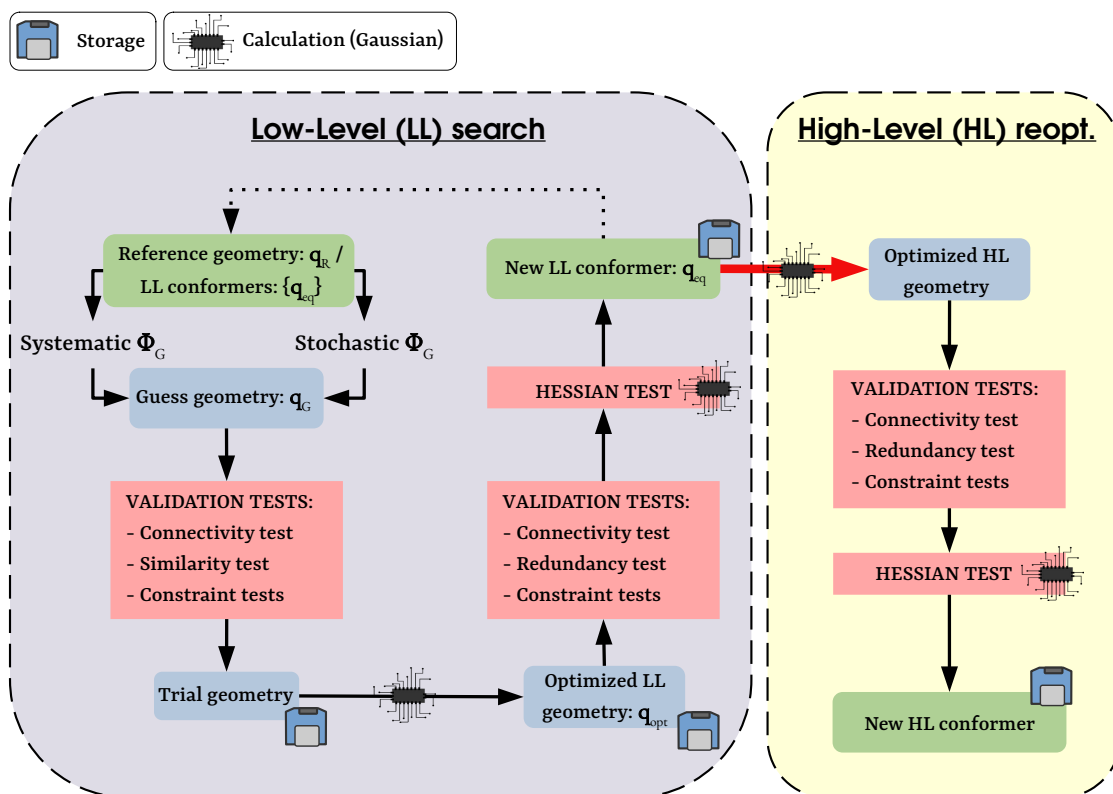 Storage
Calculation (Gaussian)
Low-Level (LL) search
Reference geometry: qR /
LL conformers: {qeq}
Systematic ΦG
Stochastic ΦG
Guess geometry: qG
VALIDATION TESTS:
- Connectivity test
- Similarity test
- Constraint tests
Trial geometry
Optimized LL
geometry: qopt
VALIDATION TESTS:
- Connectivity test
- Redundancy test
- Constraint tests
HESSIAN TEST
New LL conformer: qeq
High-Level (HL) reopt.
Optimized HL
geometry
VALIDATION TESTS:
- Connectivity test
- Redundancy test
- Constraint tests
HESSIAN TEST
New HL conformer